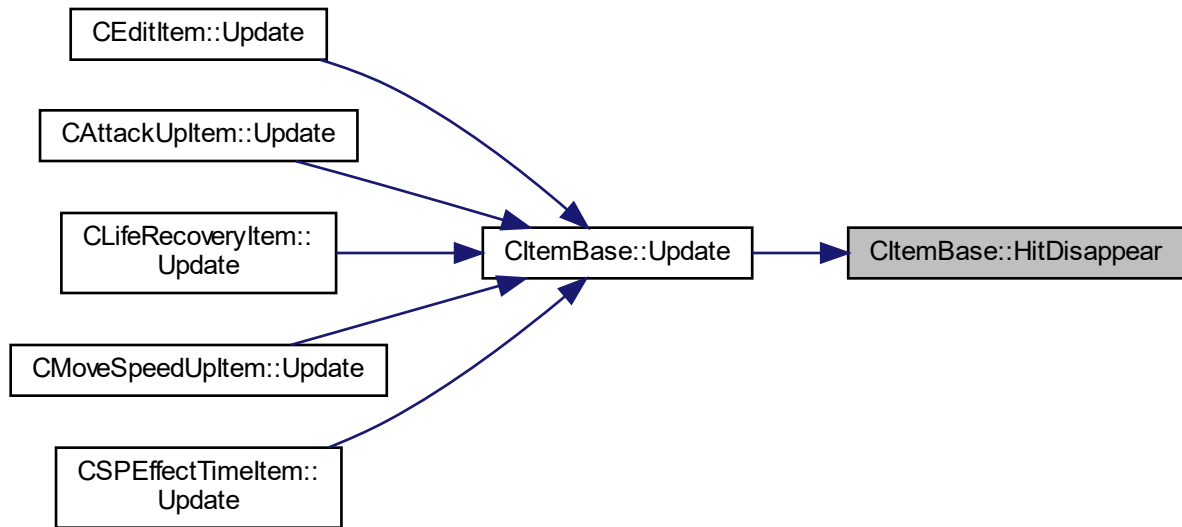 CEditItem::Update
CAttackUpItem::Update
CLifeRecoveryItem::
Update
CItemBase::Update
CItemBase::HitDisappear
CMoveSpeedUpItem::Update
CSPEffectTimeItem::
Update